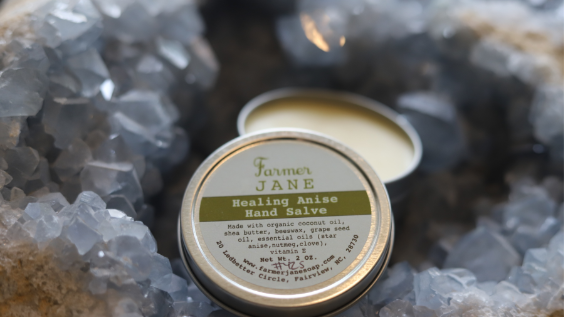 Farmer
JANE
Healing Anise
Hand Salve
Made with organic coconut oil,
shea butter, beeswax, grape seed
oil, essential oils (star
anise,nutmeg,clove),
vitamin E
Net Wt. 2 OZ.
www.farmerjanesoap.com
20 Ledbetter Circle, Fairview, NC, 28730